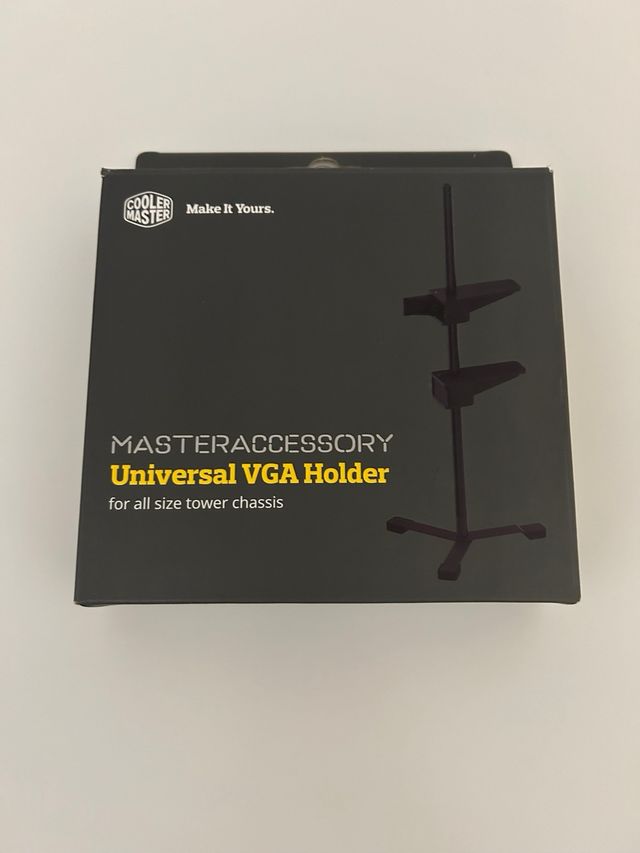 COOLER
MASTER
Make It Yours.
MASTERACCESSORY
Universal VGA Holder
for all size tower chassis